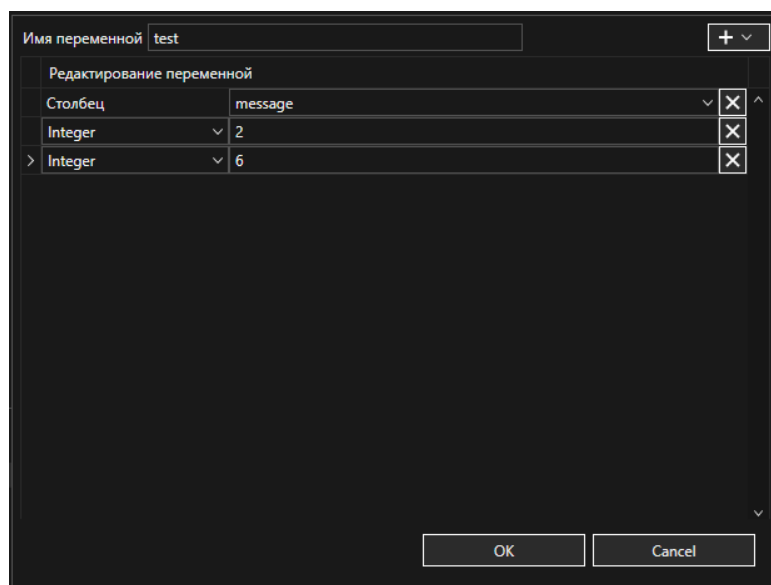 Имя переменной test
Редактирование переменной
Столбец message
Integer 2
Integer 6
OK Cancel